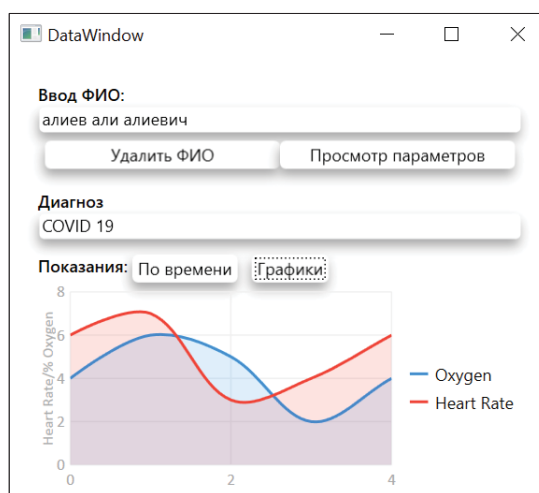 DataWindow
Ввод ФИО:
алиев али алиевич
Удалить ФИО Просмотр параметров
Диагноз
COVID 19
Показания: По времени Графики
Heart Rate/% Oxygen
8
6
4
2
0
0 2 4
Oxygen
Heart Rate